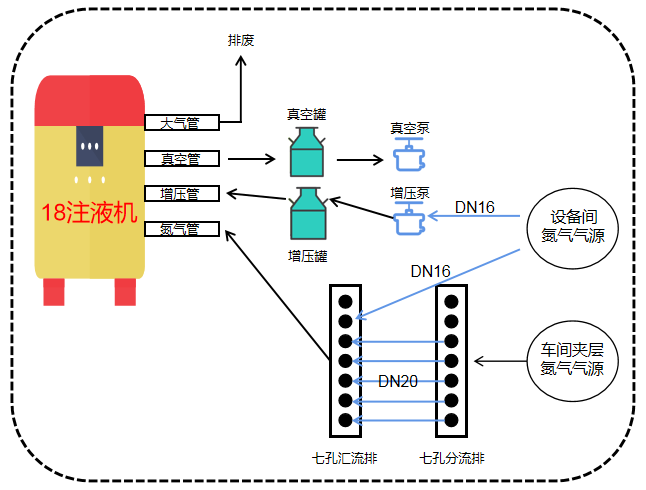 排废
真空罐
真空泵
大气管
真空管
增压管
氮气管
18注液机
增压泵
DN16
设备间
氮气气源
增压罐
DN16
车间夹层
氮气气源
DN20
七孔汇流排
七孔分流排